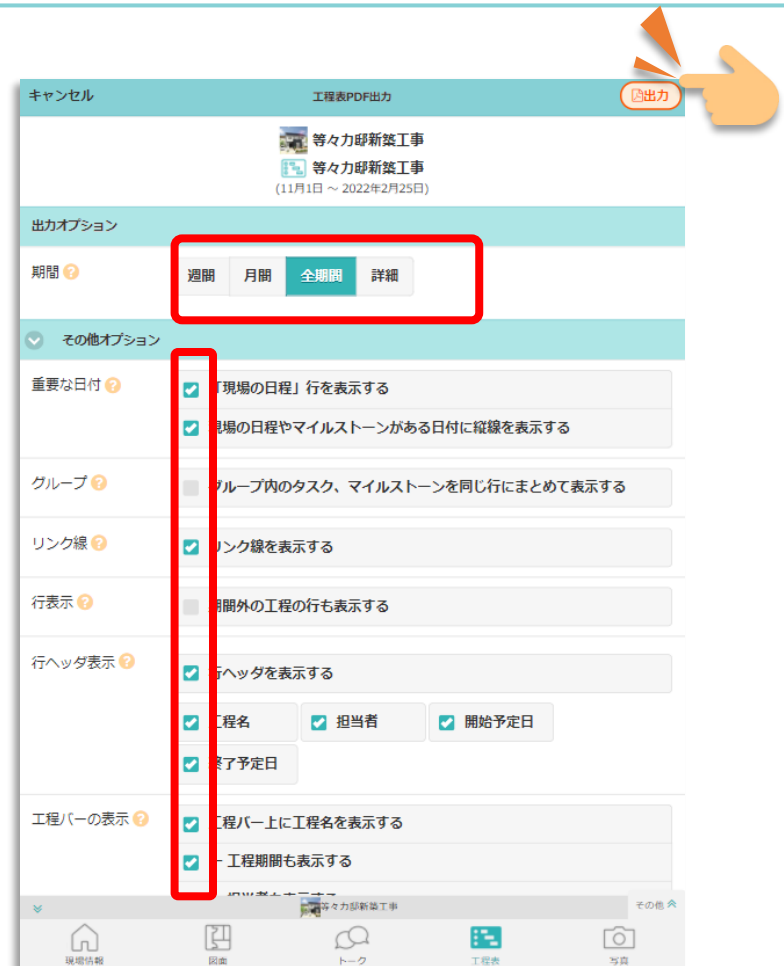 キャンセル
工程表PDF出力
出力
等々力邸新築工事
等々力邸新築工事
(11月1日 ～ 2022年2月25日)
出力オプション
期間 ?
週間 月間 全期間 詳細
その他オプション
重要な日付 ?
「現場の日程」行を表示する
現場の日程やマイルストーンがある日付に縦線を表示する
グループ ?
グループ内のタスク、マイルストーンを同じ行にまとめて表示する
リンク線 ?
リンク線を表示する
行表示 ?
期間外の工程の行も表示する
行ヘッダ表示 ?
行ヘッダを表示する
工程名 担当者 開始予定日
終了予定日
工程バーの表示 ?
工程バー上に工程名を表示する
- 工程期間も表示する
等々力邸新築工事
その他
現場情報 図面 トーク 工程表 写真